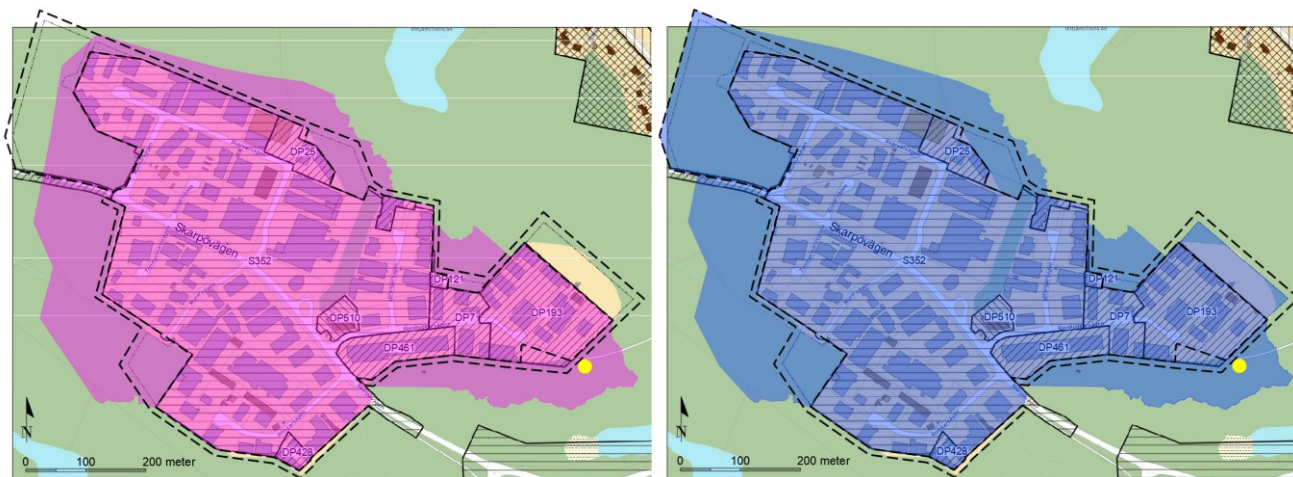 DP25
Skarpövägen
S352
DP121
DP510
DP7
DP193
DP461
DP428
N
0 100 200 meter
DP25
Skarpövägen
S352
DP121
DP510
DP7
DP193
DP461
DP428
N
0 100 200 meter